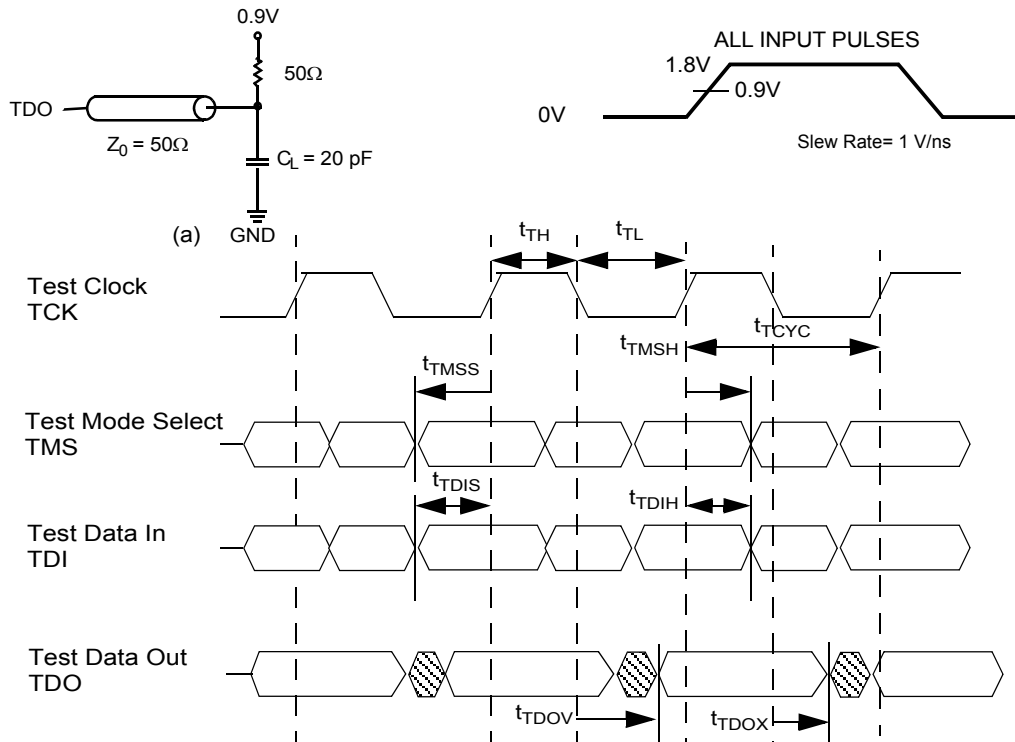 0.9V
50Ω
TDO
Z0 = 50Ω
CL = 20 pF
(a) GND
ALL INPUT PULSES
1.8V
0.9V
0V
Slew Rate= 1 V/ns
tTH
tTL
Test Clock
TCK
tTCYC
tTMSH
tTMSS
Test Mode Select
TMS
tTDIS
tTDIH
Test Data In
TDI
Test Data Out
TDO
tTDOV
tTDOX